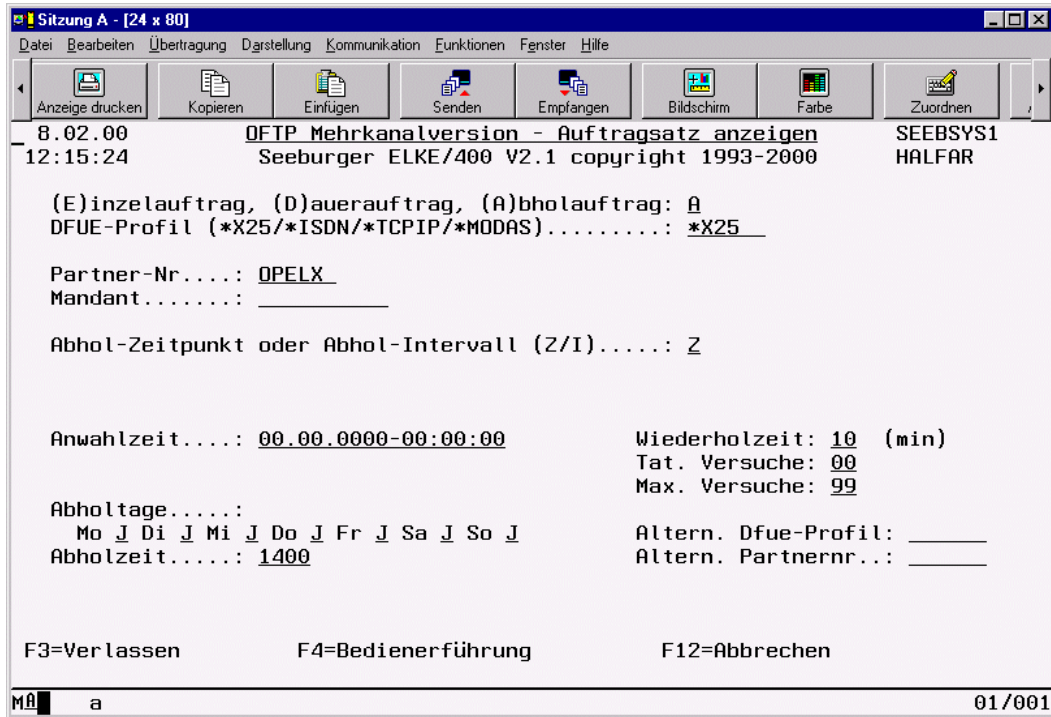 Sitzung A - [24 x 80]
Datei Bearbeiten Übertragung Darstellung Kommunikation Funktionen Fenster Hilfe
Anzeige drucken Kopieren Einfügen Senden Empfangen Bildschirm Farbe Zuordnen
8.02.00 OFTP Mehrkanalversion - Auftragsatz anzeigen SEEBSYS1
12:15:24 Seeburger ELKE/400 V2.1 copyright 1993-2000 HALFAR
(E)inzelauftrag, (D)auerauftrag, (A)bholauftrag: A
DFUE-Profil (*X25/*ISDN/*TCPIP/*MODAS).........: *X25
Partner-Nr....: OPELX
Mandant.......: 
Abhol-Zeitpunkt oder Abhol-Intervall (Z/I).....: Z
Anwahlzeit....: 00.00.0000-00:00:00 Wiederholzeit: 10 (min)
Tat. Versuche: 00
Max. Versuche: 99
Abholtage.....:
Mo J Di J Mi J Do J Fr J Sa J So J Altern. Dfue-Profil: 
Abholzeit.....: 1400 Altern. Partnernr..: 
F3=Verlassen F4=Bedienerführung F12=Abbrechen
MA a 01/001